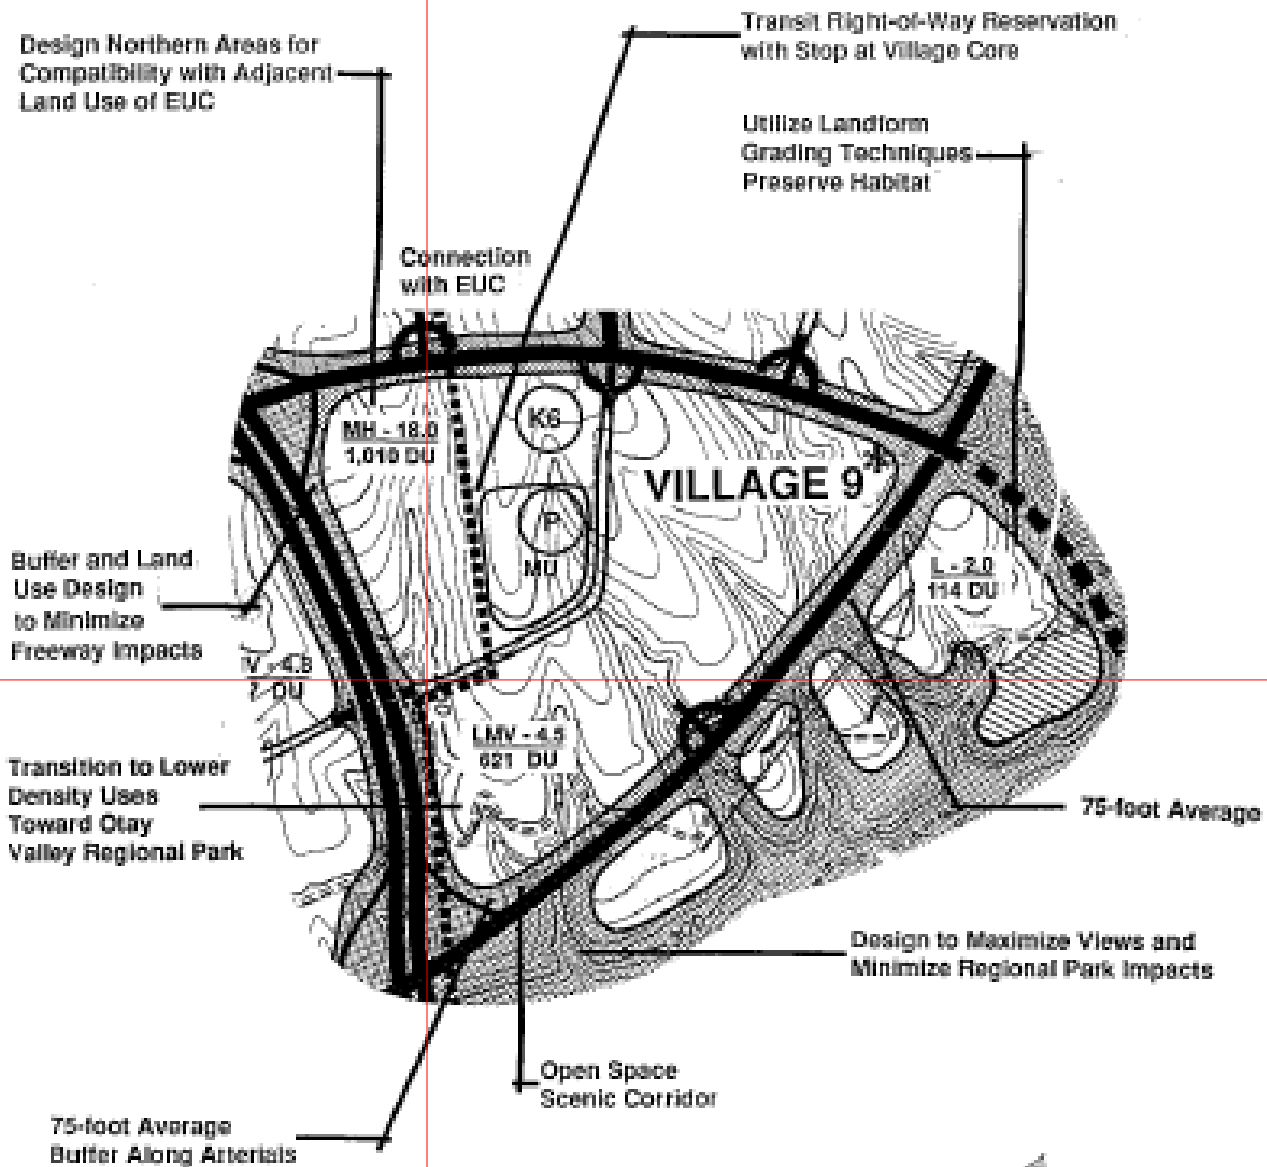 Transit Right-of-Way Reservation
with Stop at Village Core
Design Northern Areas for
Compatibility with Adjacent
Land Use of EUC
Utilize Landform
Grading Techniques
Preserve Habitat
Connection
with EUC
K6
MH - 18.0
1,010 DU
VILLAGE 9*
P
MU
L - 2.0
114 DU
Buffer and Land
Use Design
to Minimize
Freeway Impacts
V - 4.8
7 DU
LMV - 4.5
621 DU
Transition to Lower
Density Uses
Toward Otay
Valley Regional Park
75-foot Average
Design to Maximize Views and
Minimize Regional Park Impacts
Open Space
Scenic Corridor
75-foot Average
Buffer Along Arterials